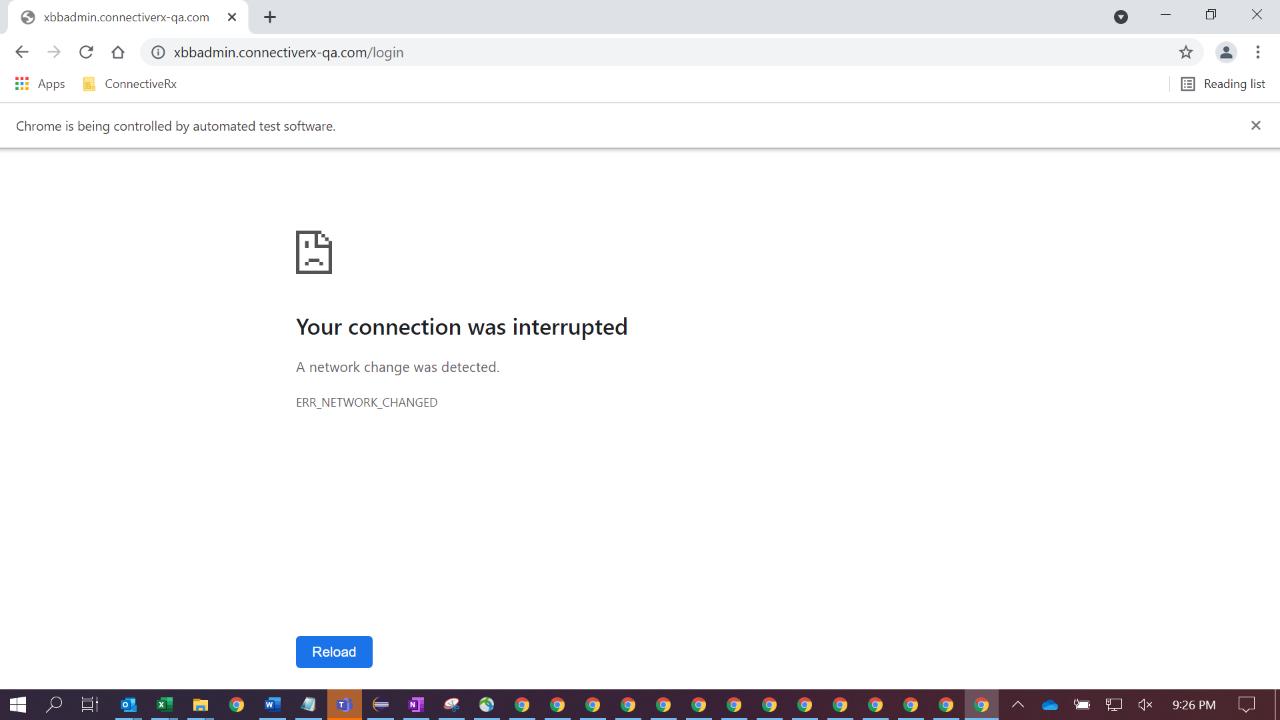 xbbadmin.connectiverx-qa.com
xbbadmin.connectiverx-qa.com/login
Apps
ConnectiveRx
Reading list
Chrome is being controlled by automated test software.
Your connection was interrupted
A network change was detected.
ERR_NETWORK_CHANGED
Reload
9:26 PM